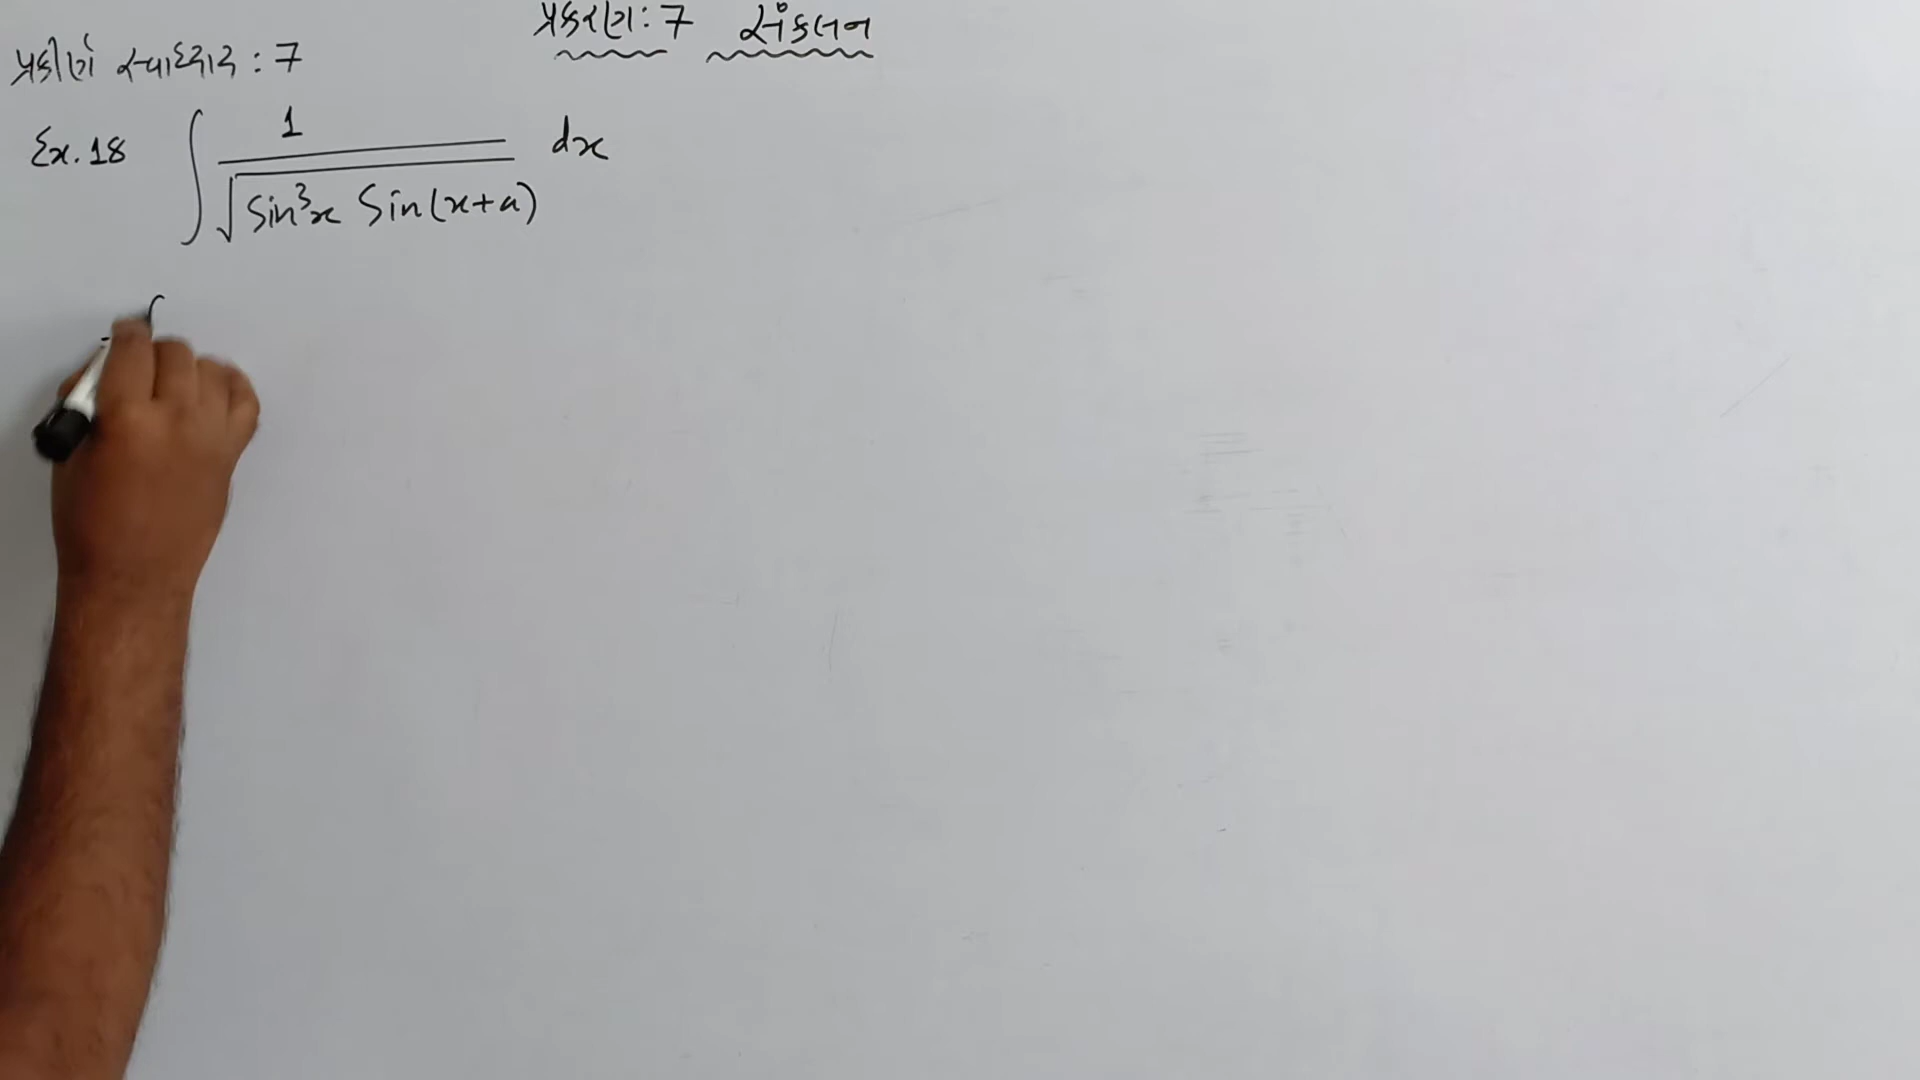 પ્રકરણ: 7 સંકલન
પ્રકીર્ણ સ્વાધ્યાય : 7
Ex. 18 ∫ 1 / √(Sin³x Sin(x+a)) dx
∫